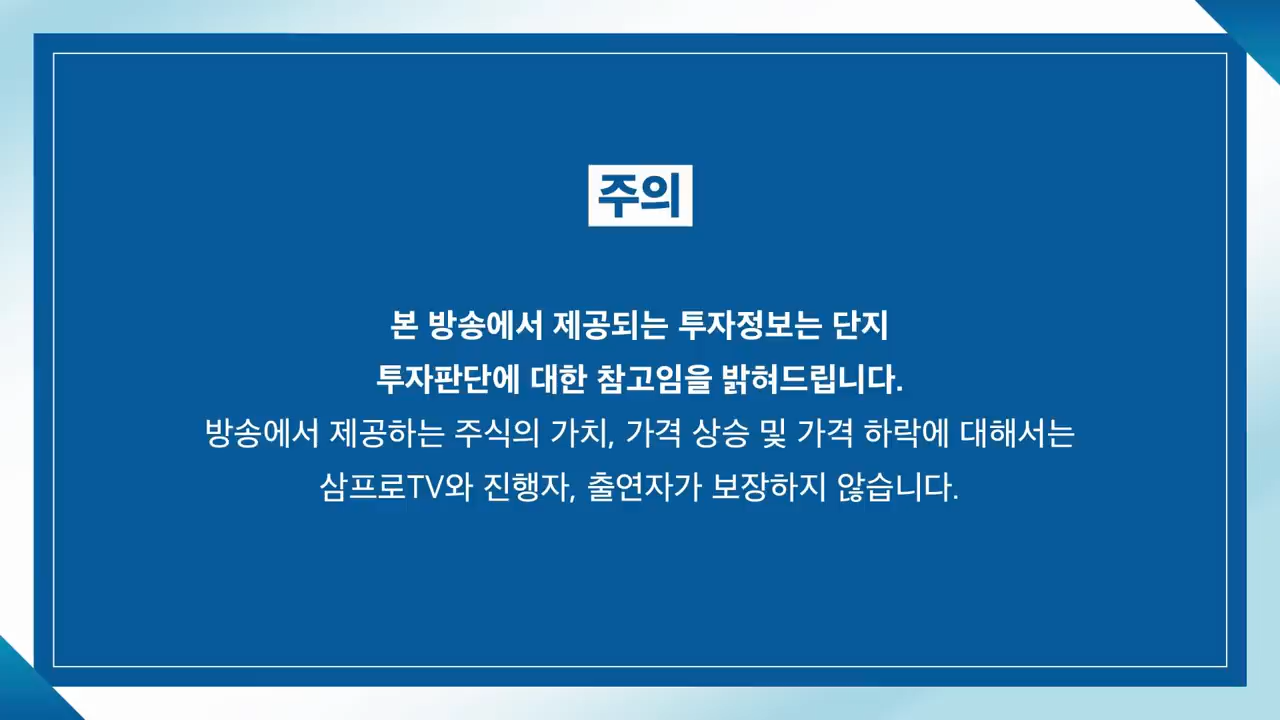 주의
본 방송에서 제공되는 투자정보는 단지
투자판단에 대한 참고임을 밝혀드립니다.
방송에서 제공하는 주식의 가치, 가격 상승 및 가격 하락에 대해서는
삼프로TV와 진행자, 출연자가 보장하지 않습니다.